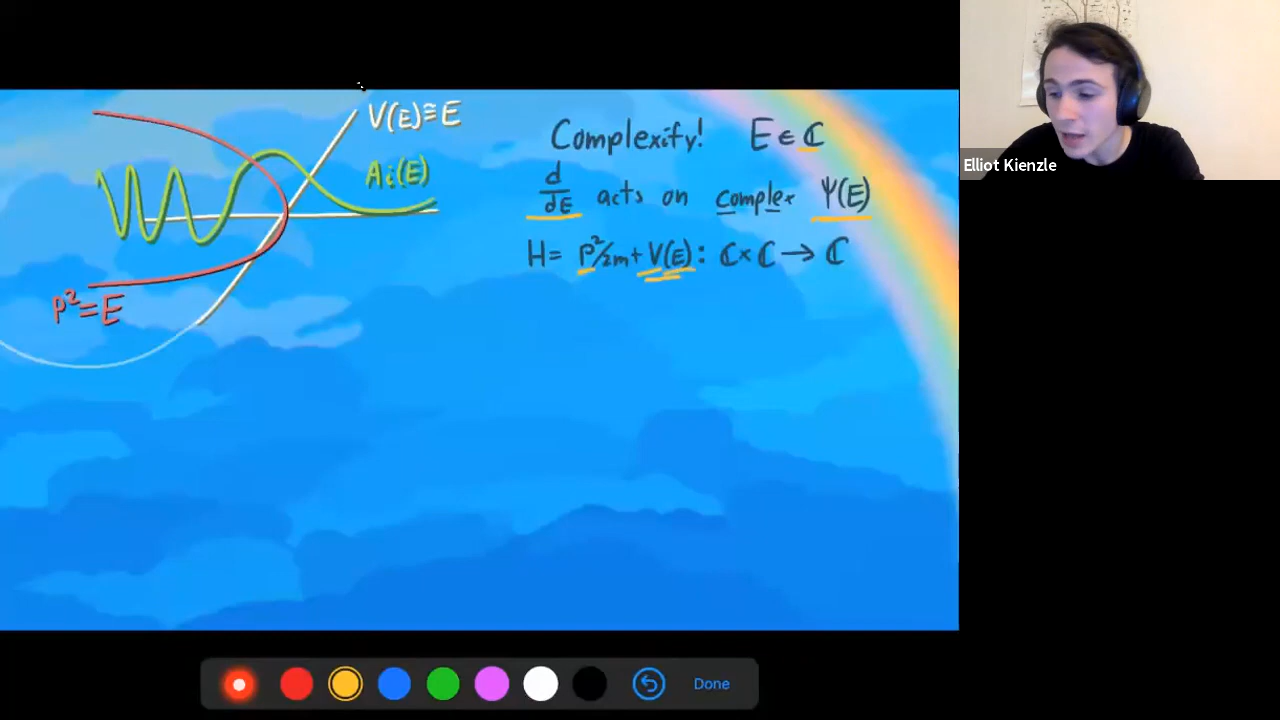 V(E)≅E
Ai(E)
P²=E
Complexify! E ∈ ℂ
d/dE acts on complex Ψ(E)
H= P²/2m+V(E): ℂ×ℂ→ℂ
Elliot Kienzle
Done